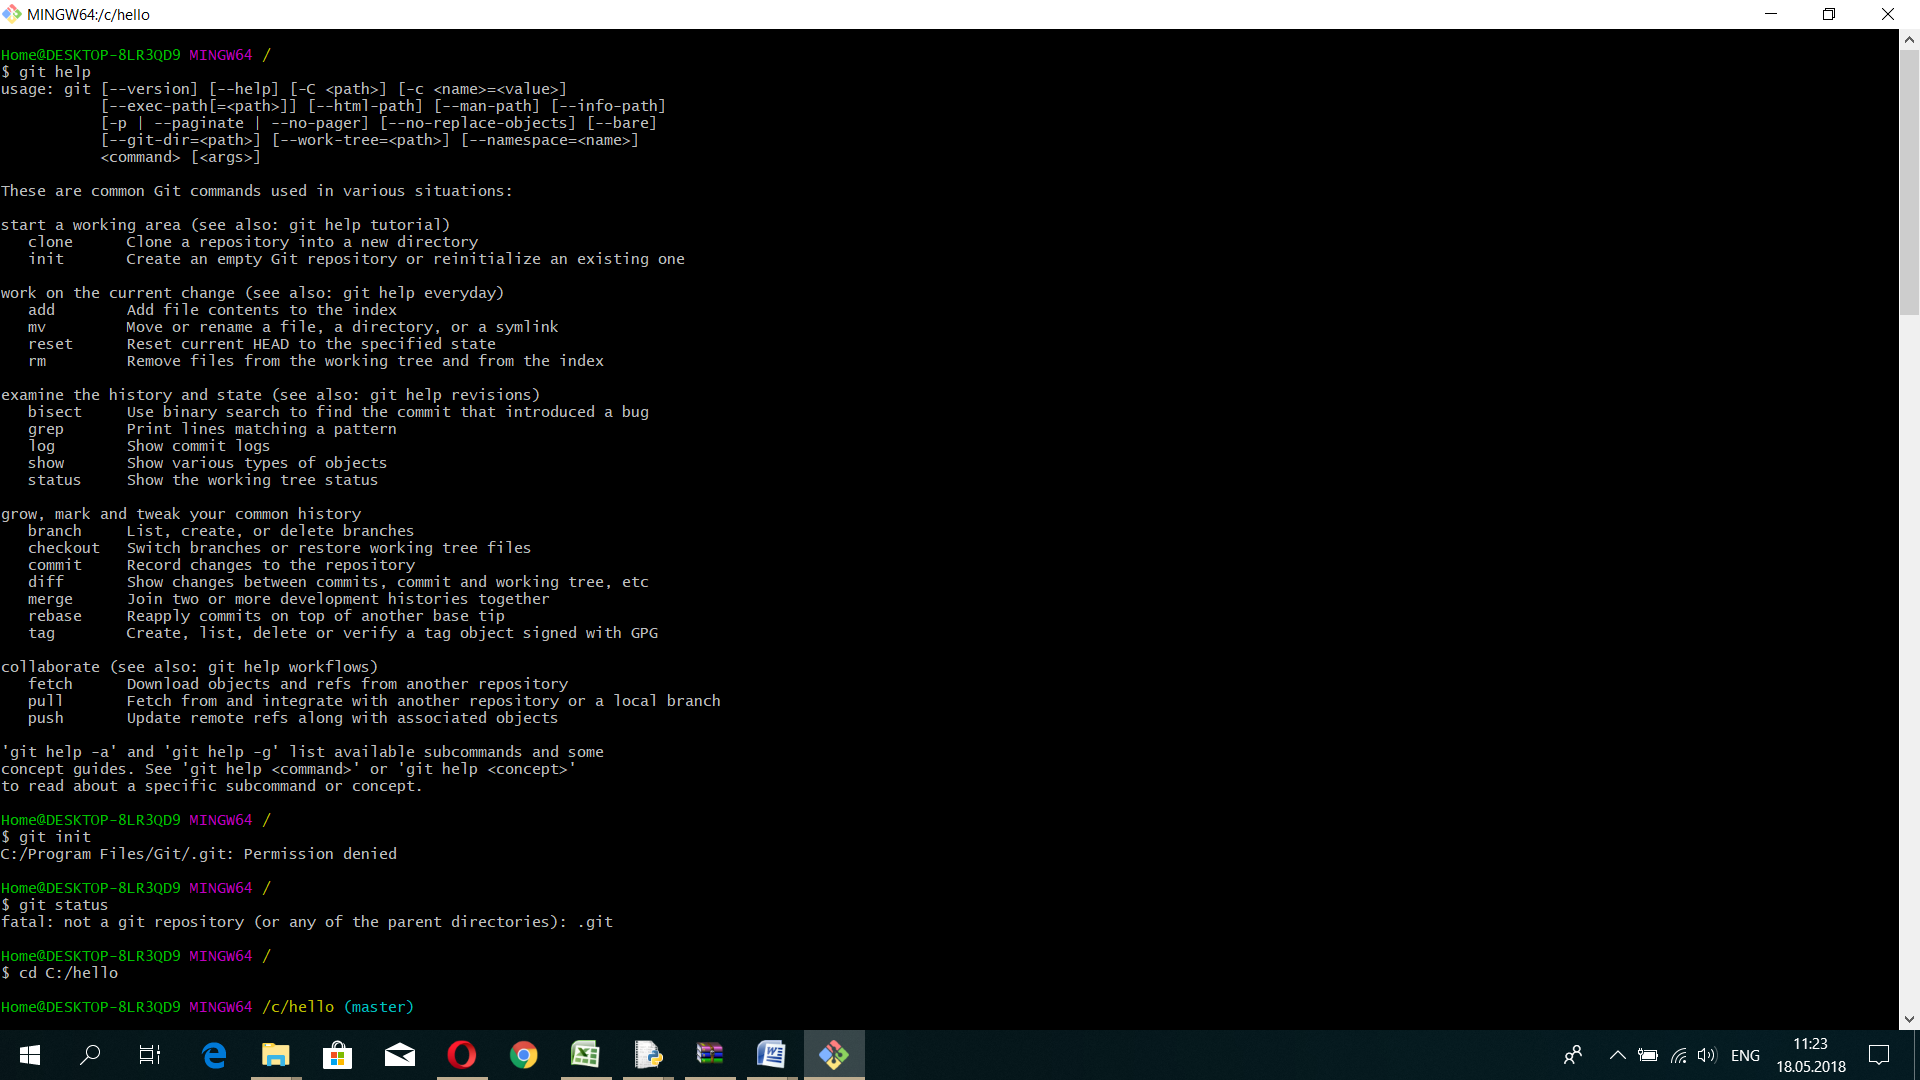 MINGW64:/c/hello
Home@DESKTOP-8LR3QD9 MINGW64 /
$ git help
usage: git [--version] [--help] [-C <path>] [-c <name>=<value>]
           [--exec-path[=<path>]] [--html-path] [--man-path] [--info-path]
           [-p | --paginate | --no-pager] [--no-replace-objects] [--bare]
           [--git-dir=<path>] [--work-tree=<path>] [--namespace=<name>]
           <command> [<args>]

These are common Git commands used in various situations:

start a working area (see also: git help tutorial)
   clone      Clone a repository into a new directory
   init       Create an empty Git repository or reinitialize an existing one

work on the current change (see also: git help everyday)
   add        Add file contents to the index
   mv         Move or rename a file, a directory, or a symlink
   reset      Reset current HEAD to the specified state
   rm         Remove files from the working tree and from the index

examine the history and state (see also: git help revisions)
   bisect     Use binary search to find the commit that introduced a bug
   grep       Print lines matching a pattern
   log        Show commit logs
   show       Show various types of objects
   status     Show the working tree status

grow, mark and tweak your common history
   branch     List, create, or delete branches
   checkout   Switch branches or restore working tree files
   commit     Record changes to the repository
   diff       Show changes between commits, commit and working tree, etc
   merge      Join two or more development histories together
   rebase     Reapply commits on top of another base tip
   tag        Create, list, delete or verify a tag object signed with GPG

collaborate (see also: git help workflows)
   fetch      Download objects and refs from another repository
   pull       Fetch from and integrate with another repository or a local branch
   push       Update remote refs along with associated objects

'git help -a' and 'git help -g' list available subcommands and some
concept guides. See 'git help <command>' or 'git help <concept>'
to read about a specific subcommand or concept.

Home@DESKTOP-8LR3QD9 MINGW64 /
$ git init
C:/Program Files/Git/.git: Permission denied

Home@DESKTOP-8LR3QD9 MINGW64 /
$ git status
fatal: not a git repository (or any of the parent directories): .git

Home@DESKTOP-8LR3QD9 MINGW64 /
$ cd C:/hello

Home@DESKTOP-8LR3QD9 MINGW64 /c/hello (master)
ENG
11:23
18.05.2018